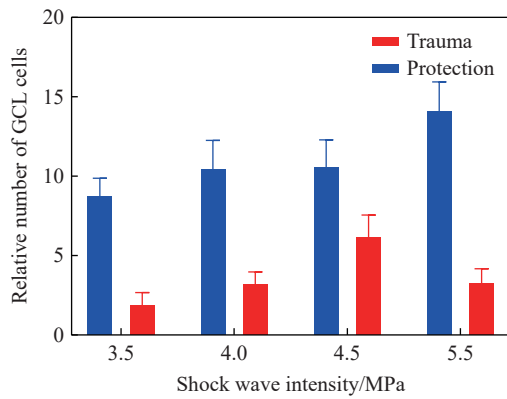 20
15
10
5
0
Relative number of GCL cells
Trauma
Protection
3.5 4.0 4.5 5.5
Shock wave intensity/MPa